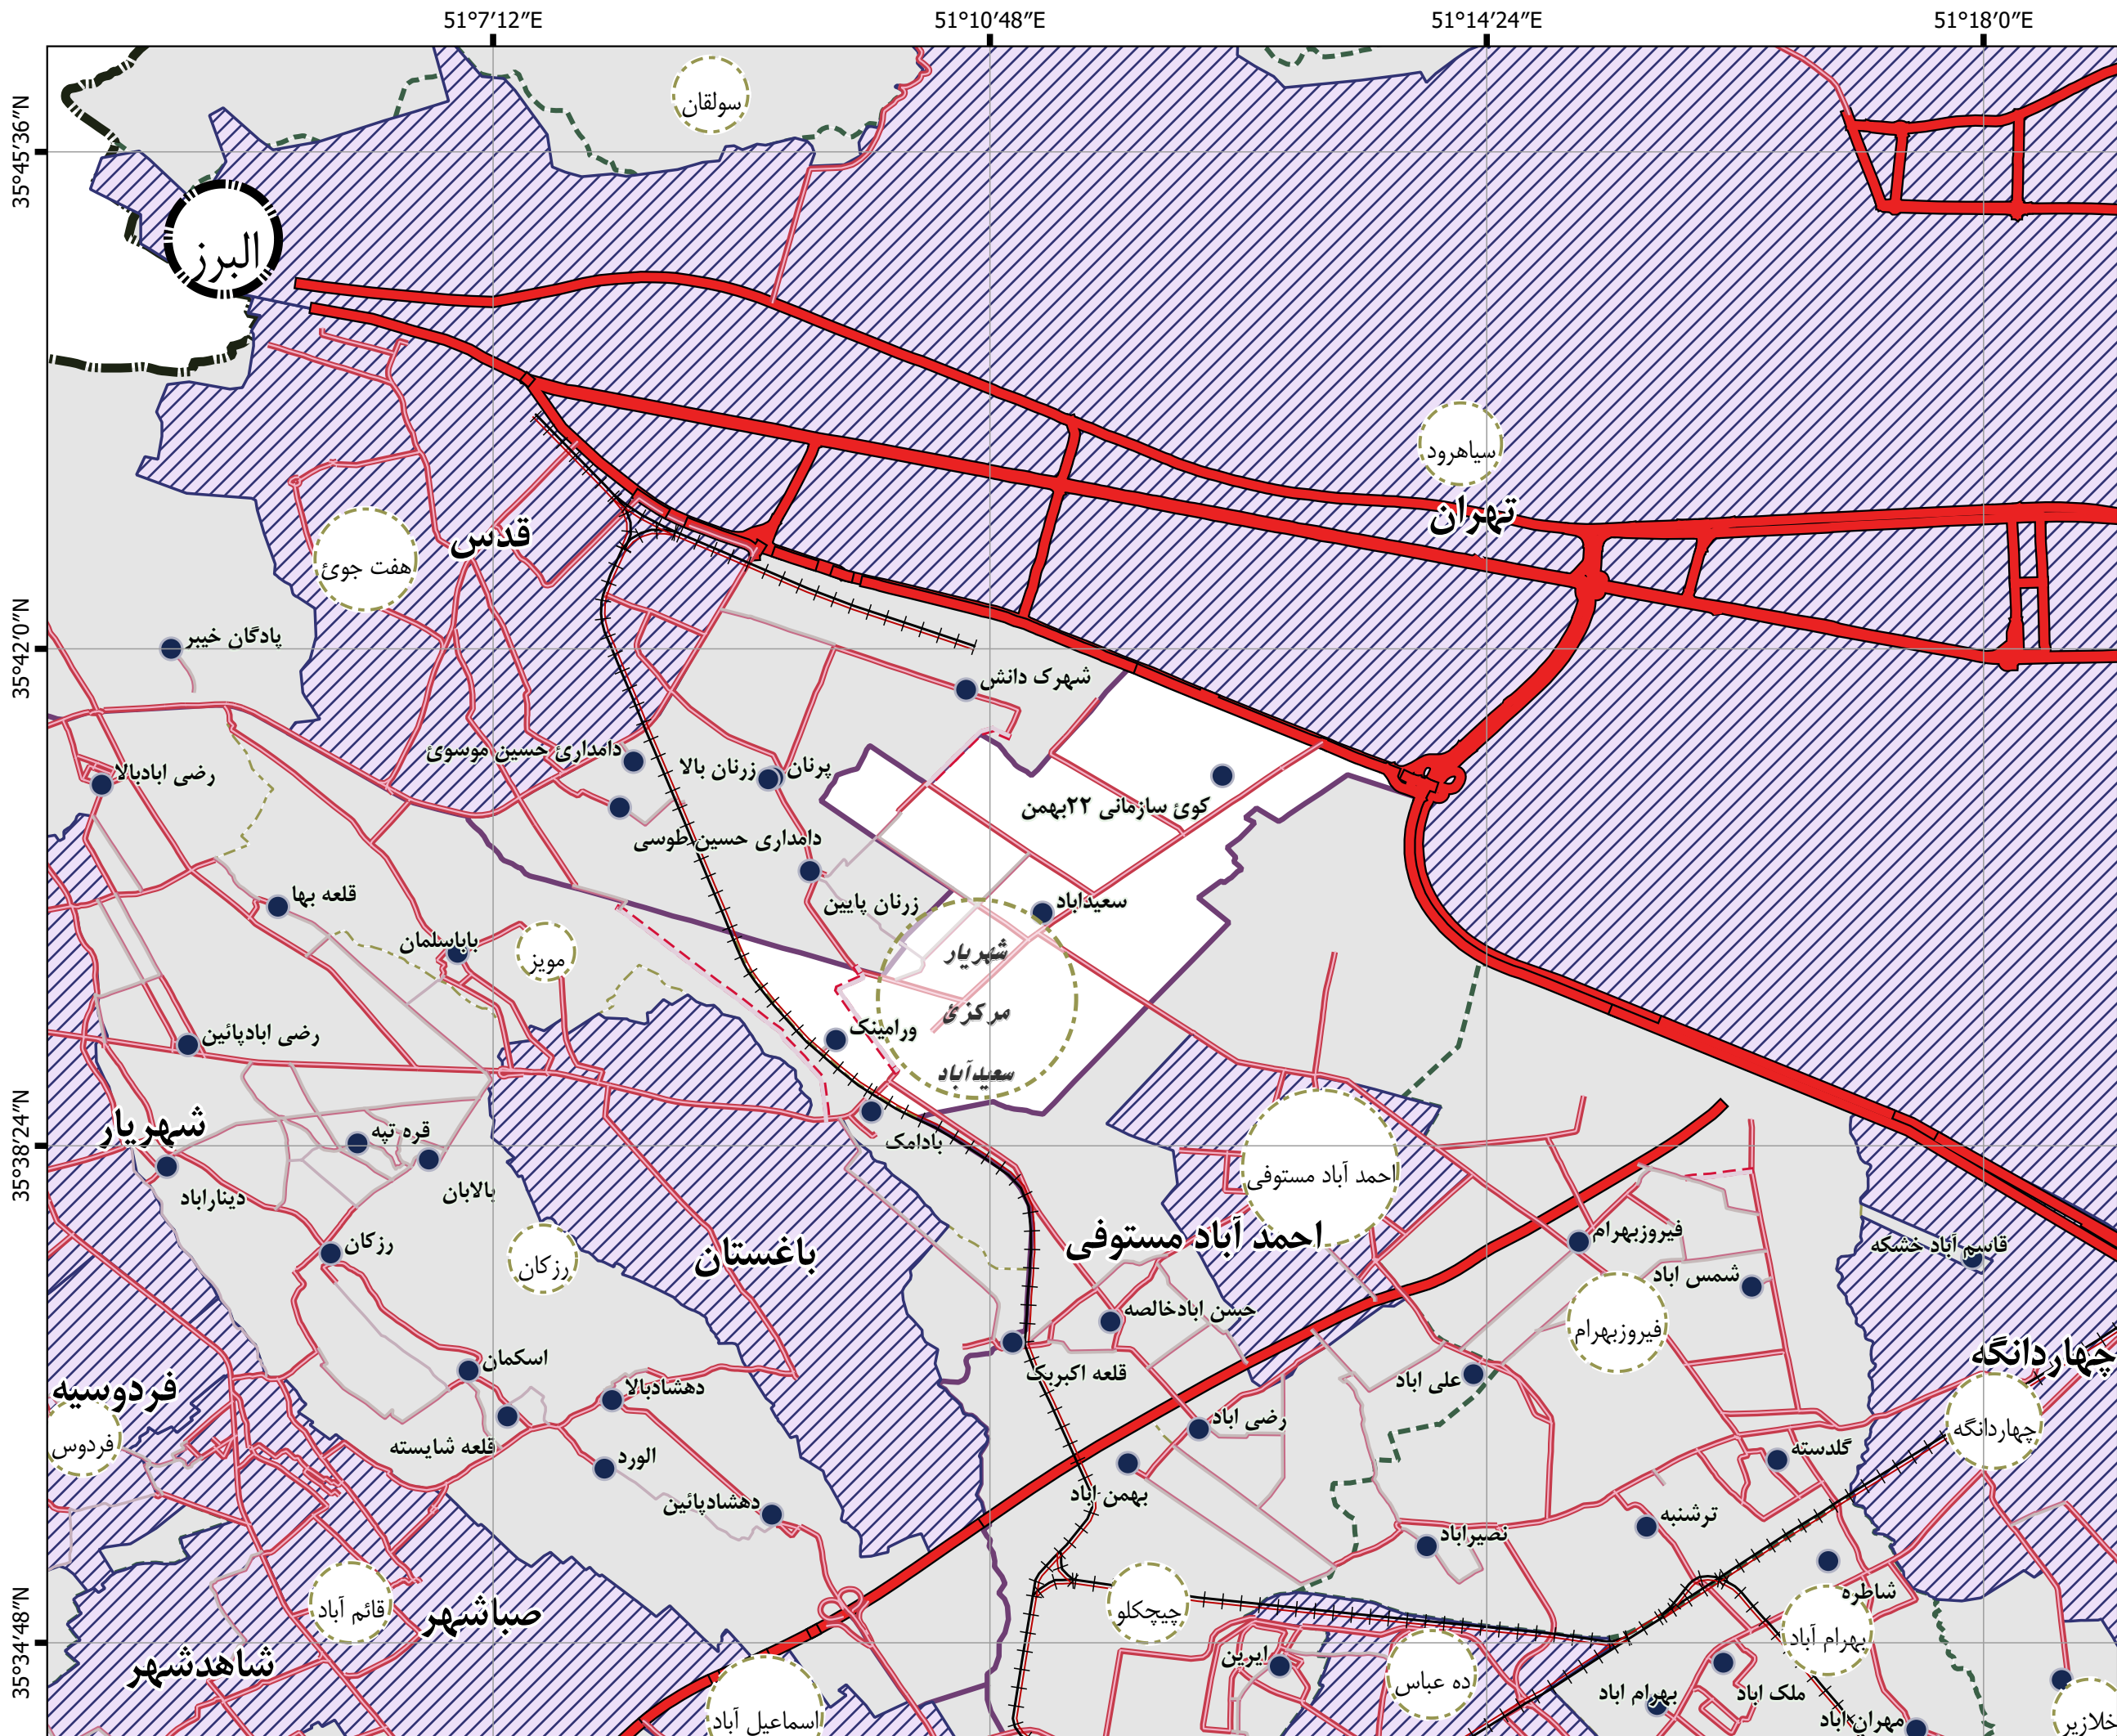 51°7'12"E
51°10'48"E
51°14'24"E
51°18'0"E
35°45'36"N
35°42'0"N
35°38'24"N
35°34'48"N
سولقان
البرز
سیاهرود
تهران
قدس
هفت جوئ
پادگان خیبر
شهرک دانش
دامدارئ حسین موسوئ
زرنان بالا
پرنان
رضی ابادبالا
کوئ سازمانی ۲۲بهمن
دامداری حسین طوسی
قلعه بها
زرنان پایین
سعیداباد
باباسلمان
مویز
شهریار
مرکزئ
سعیدآباد
ورامینک
رضی ابادپائین
شهریار
قره تپه
بادامک
احمد آباد مستوفی
دیناراباد
بالابان
رزکان
رزکان
باغستان
احمد آباد مستوفی
فیروزبهرام
قاسم آباد خشکه
شمس اباد
حسن ابادخالصه
فیروزبهرام
چهاردانگه
اسکمان
قلعه اکبریک
علی اباد
فردوسیه
دهشادبالا
رضی اباد
چهاردانگه
فردوس
قلعه شایسته
الورد
گلدسته
دهشادپائین
بهمن اباد
ترشنبه
نصیراباد
شاطره
قائم آباد
صباشهر
چیچکلو
بهرام آباد
شاهدشهر
ایرین
ده عباس
بهرام اباد
ملک اباد
اسماعیل آباد
مهران اباد
خلازیر